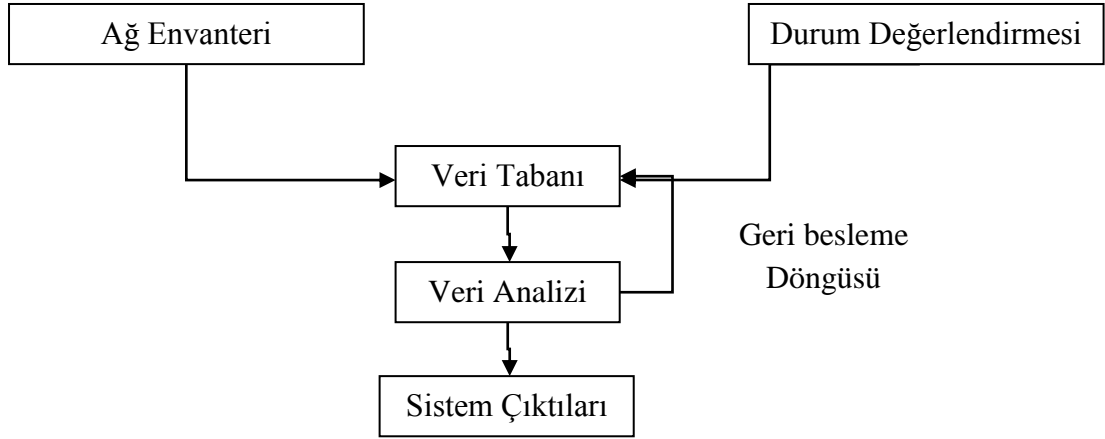 Ağ Envanteri
Durum Değerlendirmesi
Veri Tabanı
Geri besleme
Döngüsü
Veri Analizi
Sistem Çıktıları